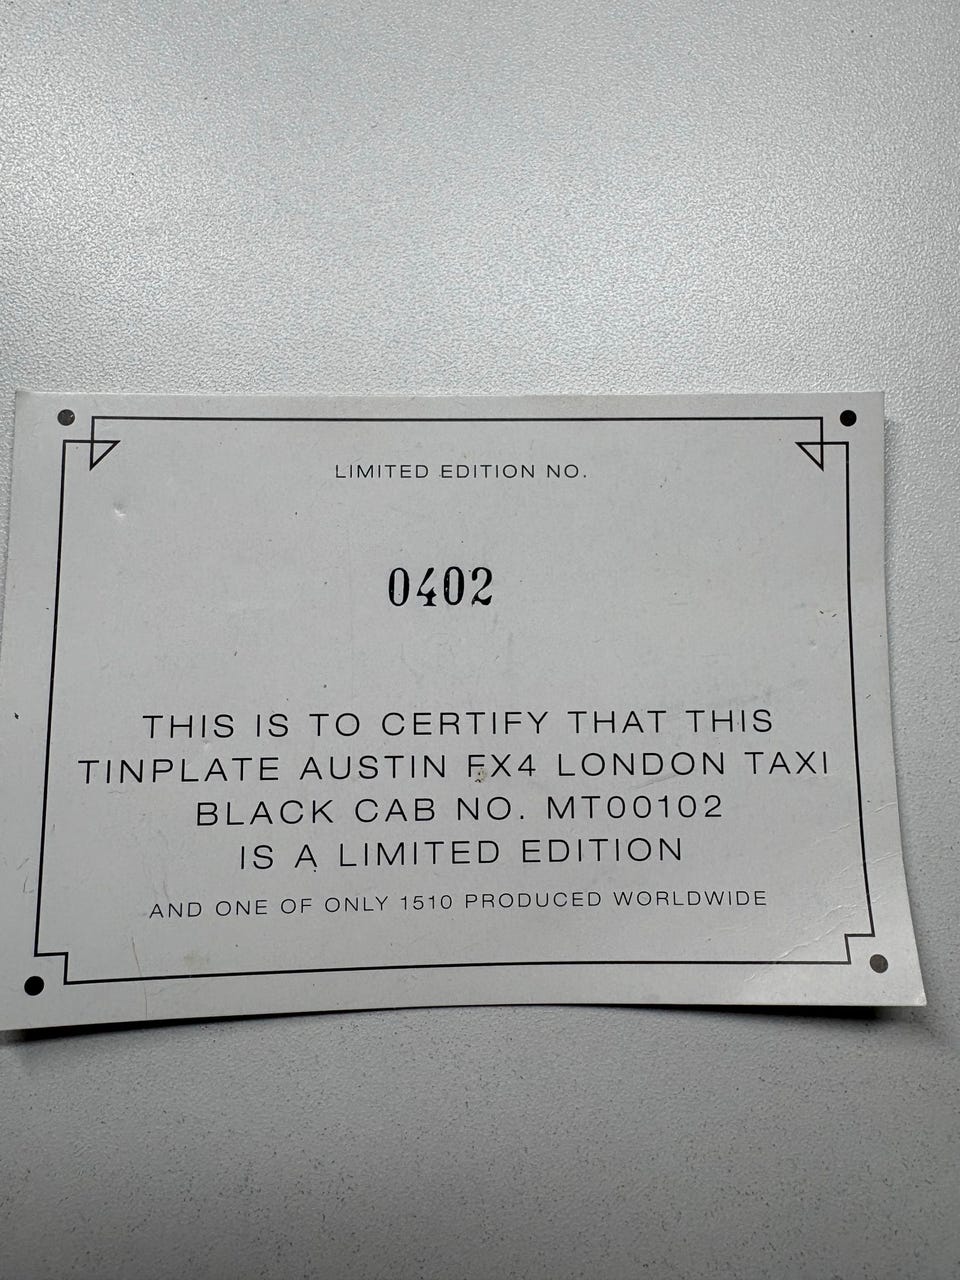 LIMITED EDITION NO.
0402
THIS IS TO CERTIFY THAT THIS
TINPLATE AUSTIN FX4 LONDON TAXI
BLACK CAB NO. MT00102
IS A LIMITED EDITION
AND ONE OF ONLY 1510 PRODUCED WORLDWIDE